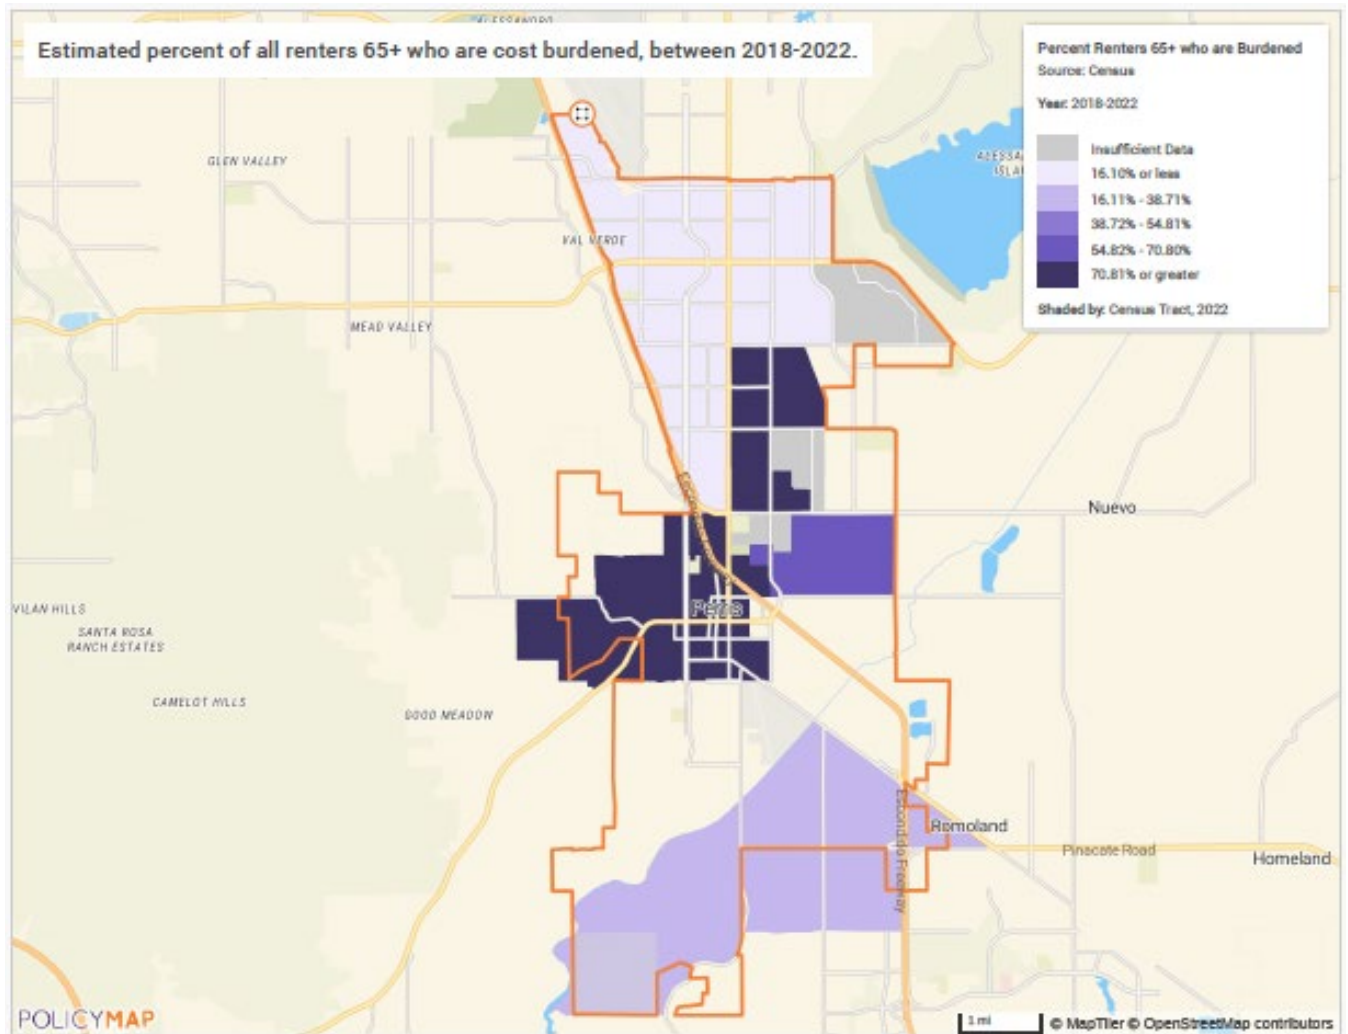 ALESSANDRO
Estimated percent of all renters 65+ who are cost burdened, between 2018-2022.
Percent Renters 65+ who are Burdened
Source: Census
Year: 2018-2022
Insufficient Data
16.10% or less
16.11% - 38.71%
38.72% - 54.81%
54.82% - 70.80%
70.81% or greater
Shaded by: Census Tract, 2022
GLEN VALLEY
VAL VERDE
MEAD VALLEY
Nuevo
Perris
VILAN HILLS
SANTA ROSA
RANCH ESTATES
CAMELOT HILLS
GOOD MEADOW
Escondido Freeway
Romoland
Pinacate Road
Homeland
POLICYMAP
1 mi
© MapTiler © OpenStreetMap contributors